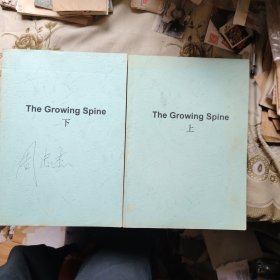 The Growing Spine
下
The Growing Spine
上